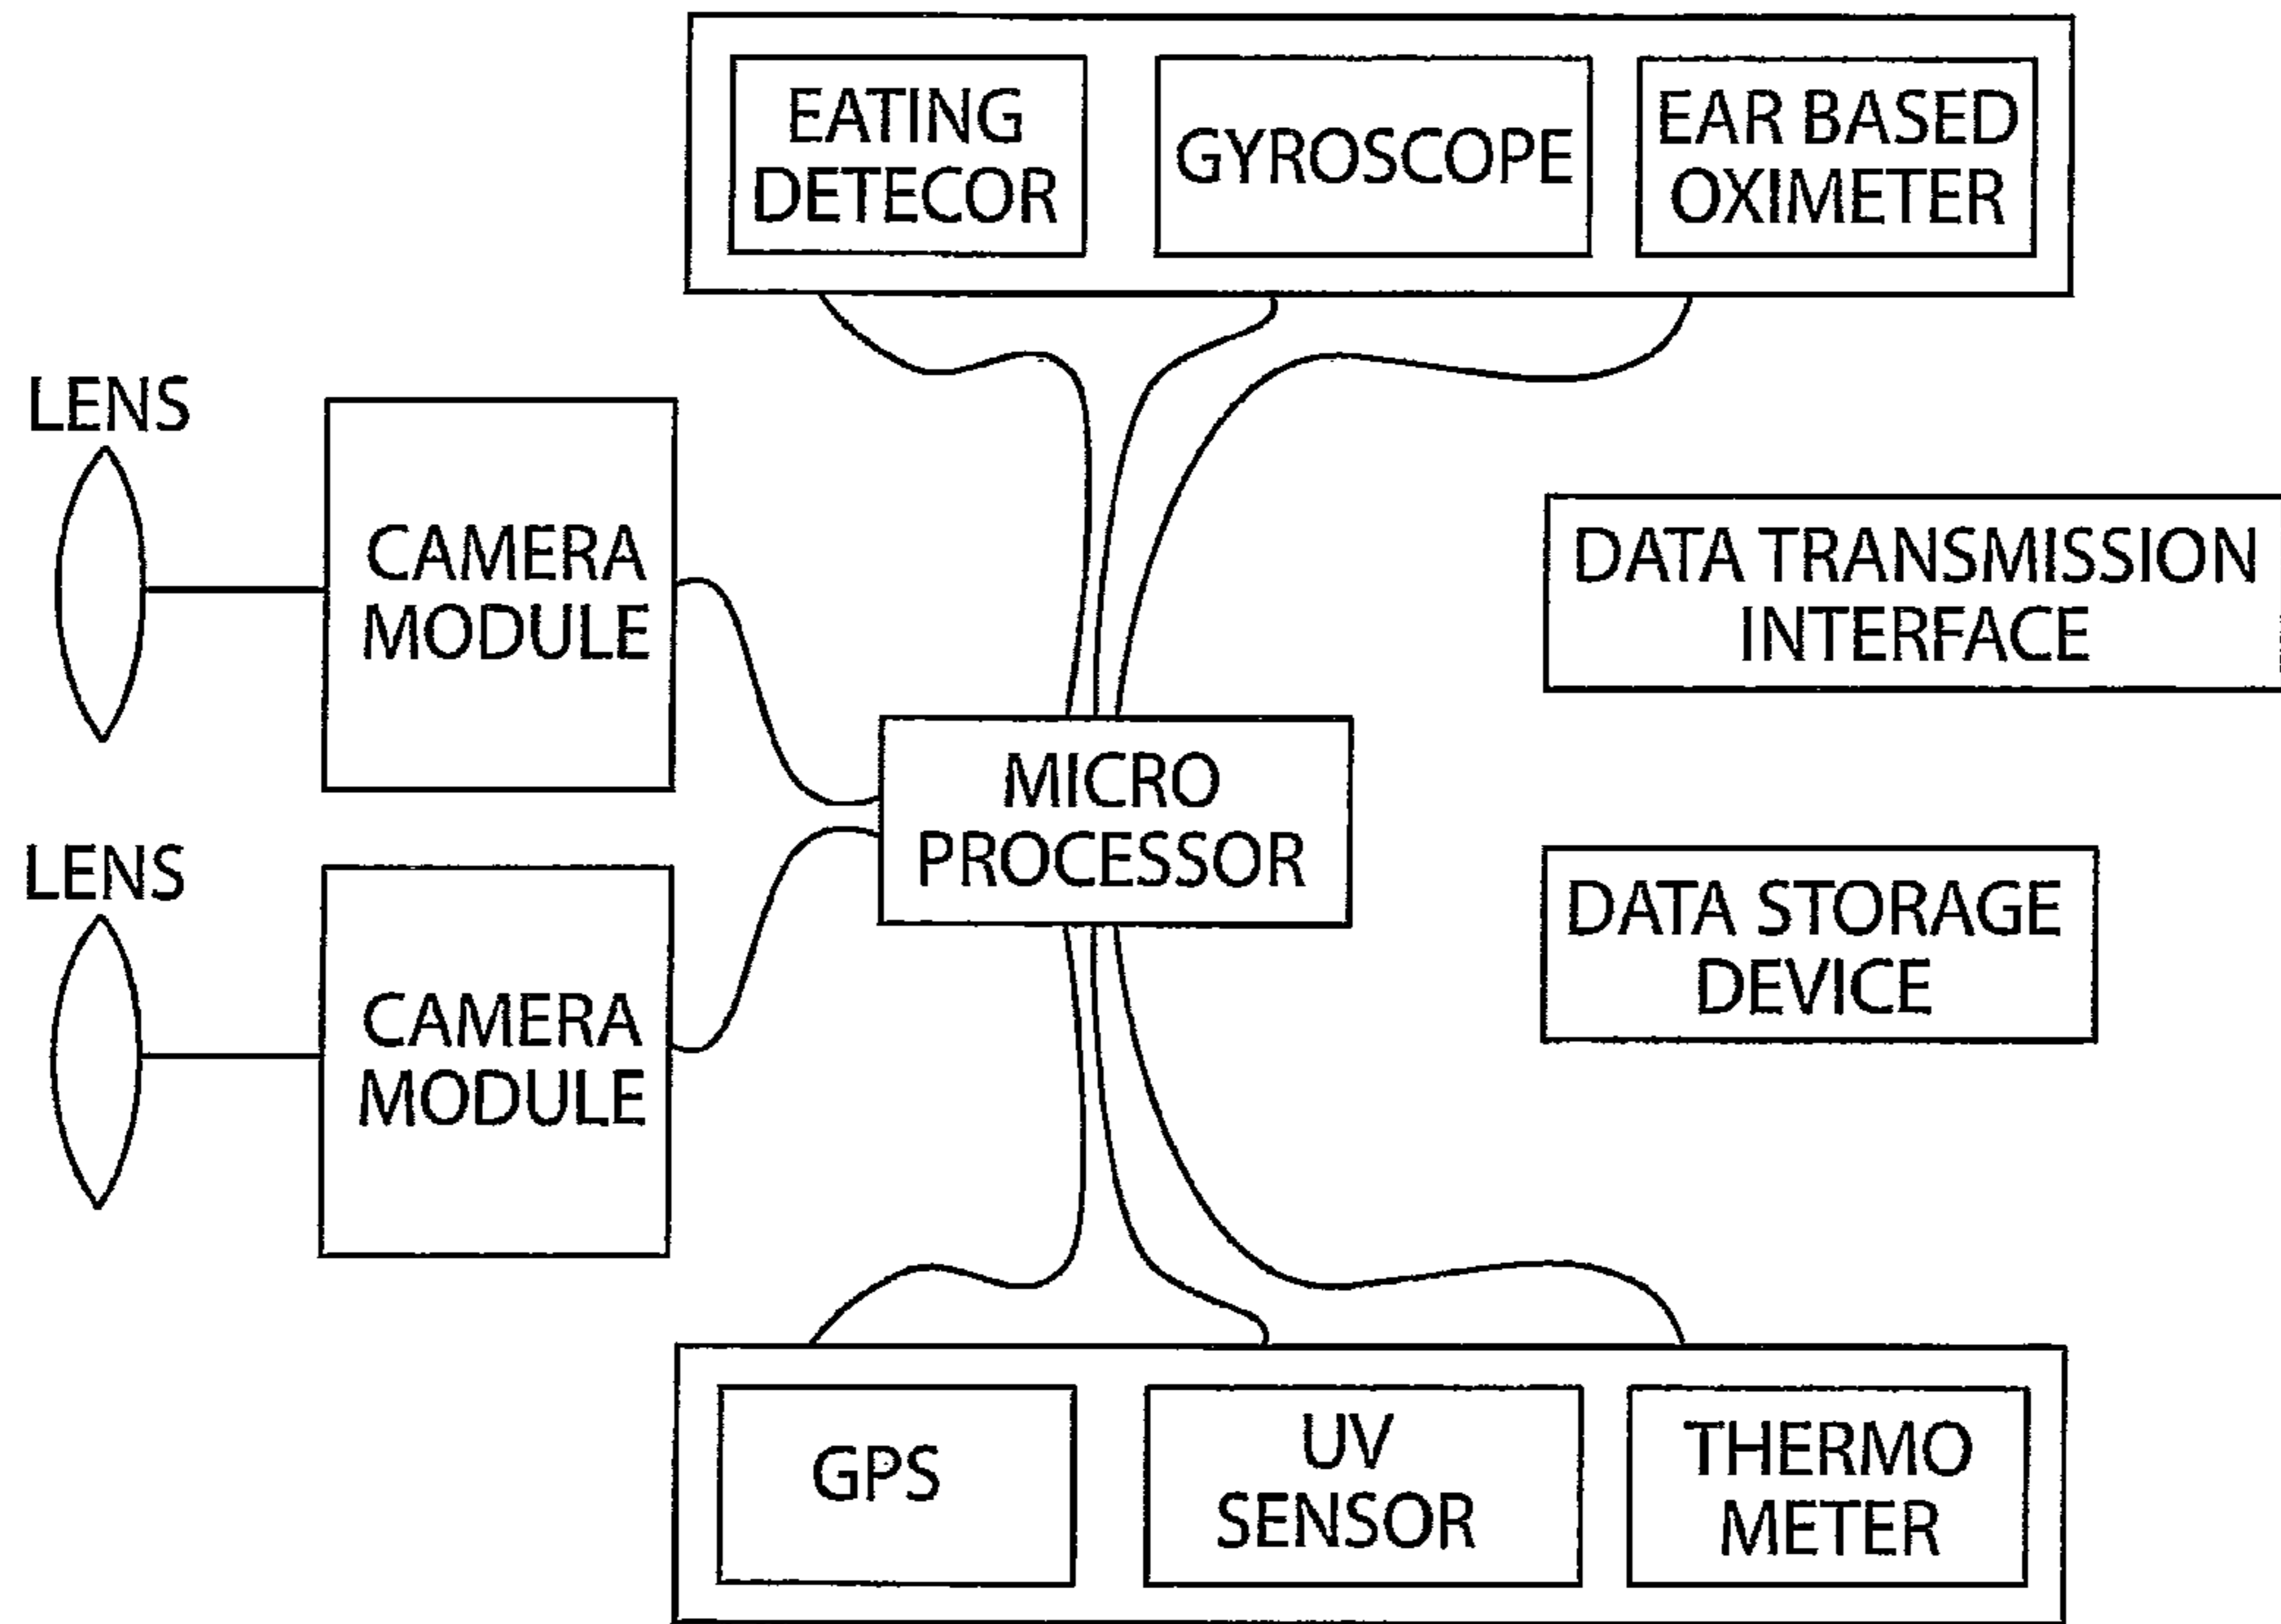 EATING
DETECOR
GYROSCOPE
EAR BASED
OXIMETER
LENS
CAMERA
MODULE
DATA TRANSMISSION
INTERFACE
MICRO
PROCESSOR
LENS
CAMERA
MODULE
DATA STORAGE
DEVICE
GPS
UV
SENSOR
THERMO
METER